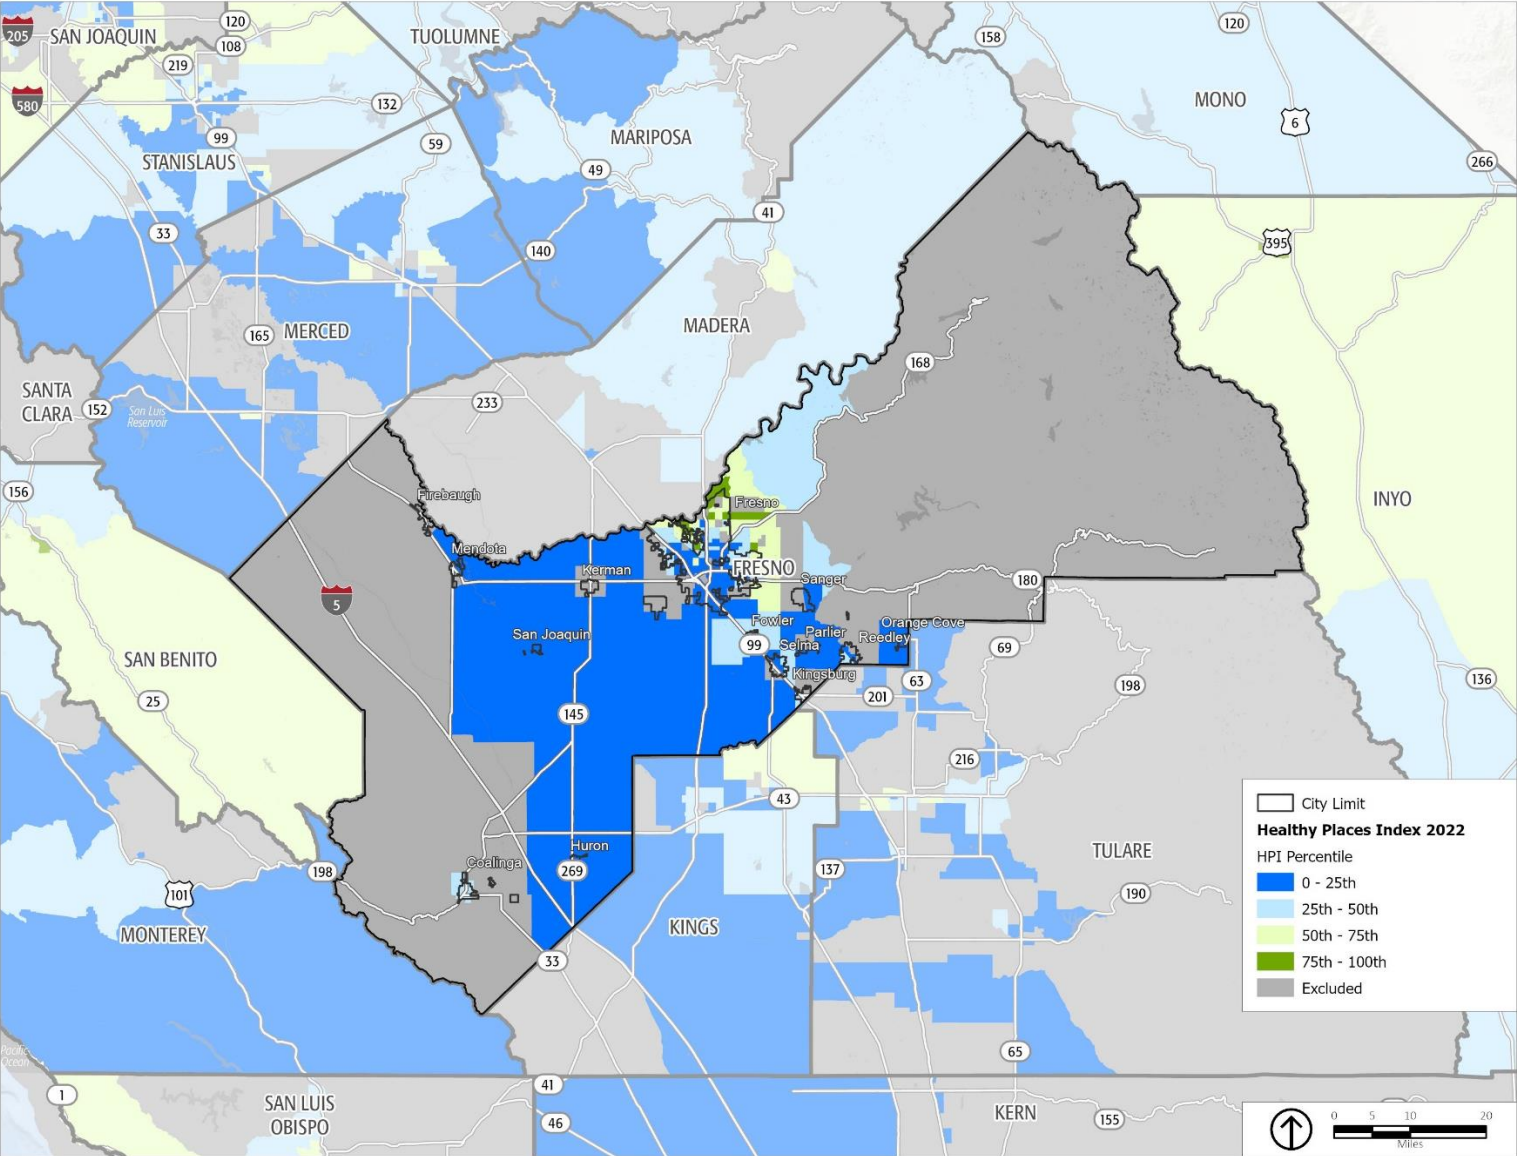 205
SAN JOAQUIN
120
108
219
580
99
STANISLAUS
132
TUOLUMNE
59
MARIPOSA
49
158
120
MONO
6
266
33
140
41
395
165
MERCED
MADERA
168
SANTA
CLARA
152
San Luis
Reservoir
233
156
Firebaugh
Fresno
INYO
Mendota
Kerman
FRESNO
Sanger
180
5
San Joaquin
Fowler
99
Parlier
Selma
Reedley
Orange Cove
Kingsburg
69
63
201
198
136
SAN BENITO
25
145
216
43
Huron
Coalinga
269
198
101
MONTEREY
137
TULARE
190
KINGS
33
65
Pacific
Ocean
1
41
46
SAN LUIS
OBISPO
KERN
155
City Limit
Healthy Places Index 2022
HPI Percentile
0 - 25th
25th - 50th
50th - 75th
75th - 100th
Excluded
0 5 10 20
Miles